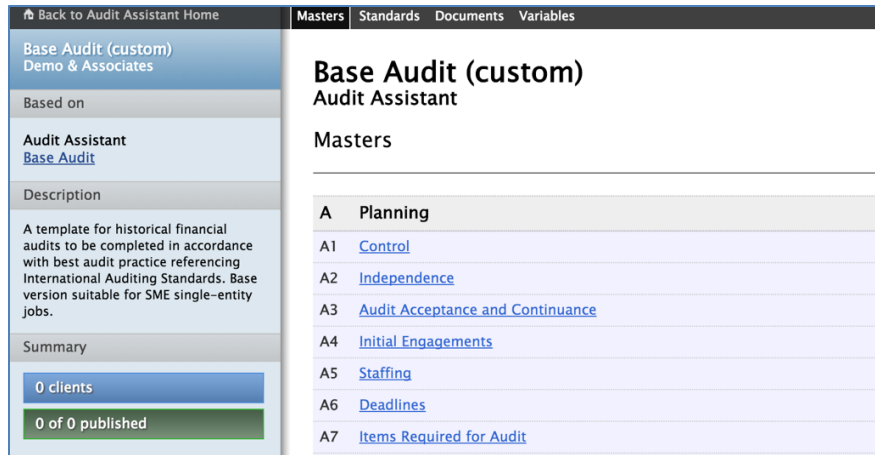 Back to Audit Assistant Home
Masters Standards Documents Variables
Base Audit (custom)
Demo & Associates
Based on
Audit Assistant
Base Audit
Description
A template for historical financial
audits to be completed in accordance
with best audit practice referencing
International Auditing Standards. Base
version suitable for SME single-entity
jobs.
Summary
0 clients
0 of 0 published
Base Audit (custom)
Audit Assistant
Masters
A Planning
A1 Control
A2 Independence
A3 Audit Acceptance and Continuance
A4 Initial Engagements
A5 Staffing
A6 Deadlines
A7 Items Required for Audit